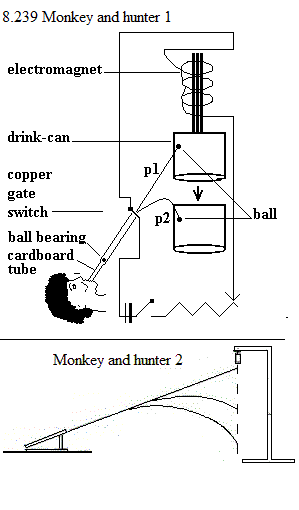 8.239 Monkey and hunter 1
electromagnet
drink-can
p1
copper
gate
switch
p2
ball
ball bearing
cardboard
tube
Monkey and hunter 2